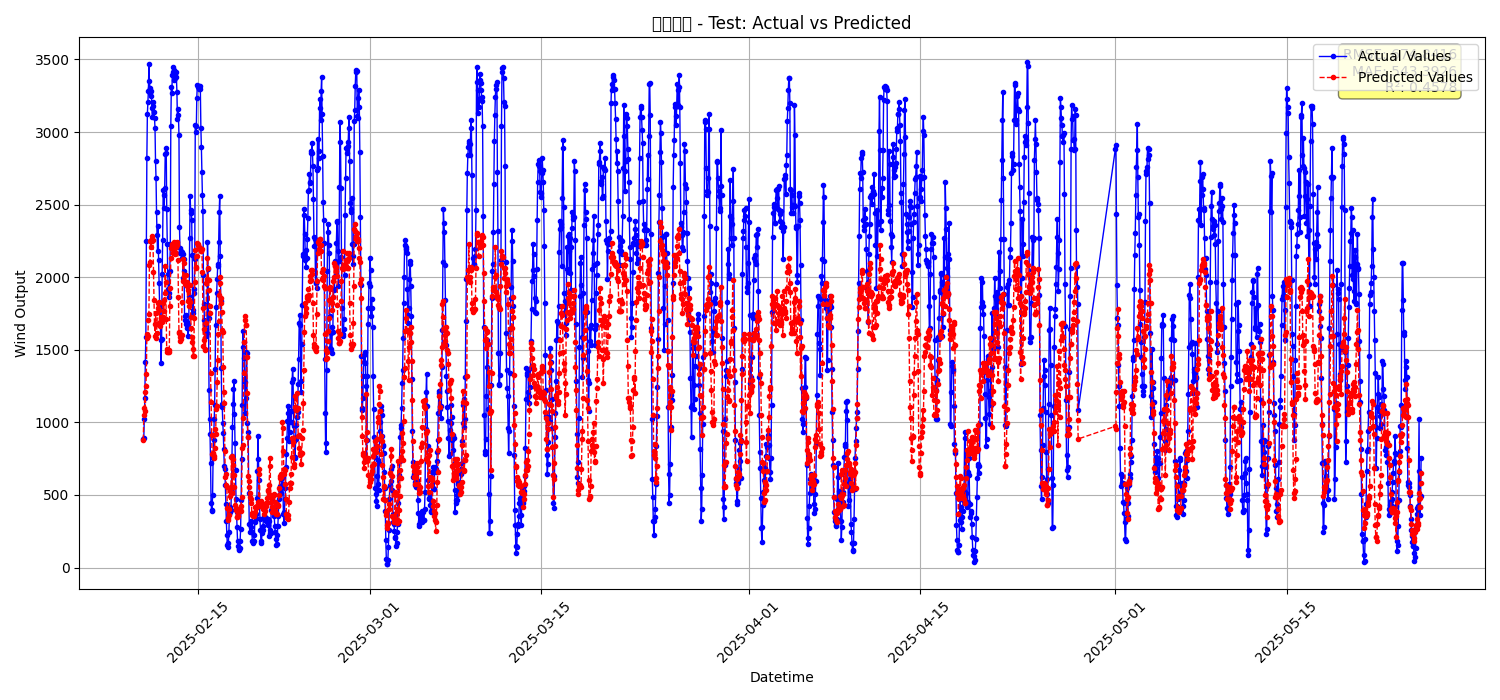 - Test: Actual vs Predicted
Actual Values
Predicted Values
R²: 0.4578
Wind Output
3500
3000
2500
2000
1500
1000
500
0
2025-02-15
2025-03-01
2025-03-15
2025-04-01
2025-04-15
2025-05-01
2025-05-15
Datetime